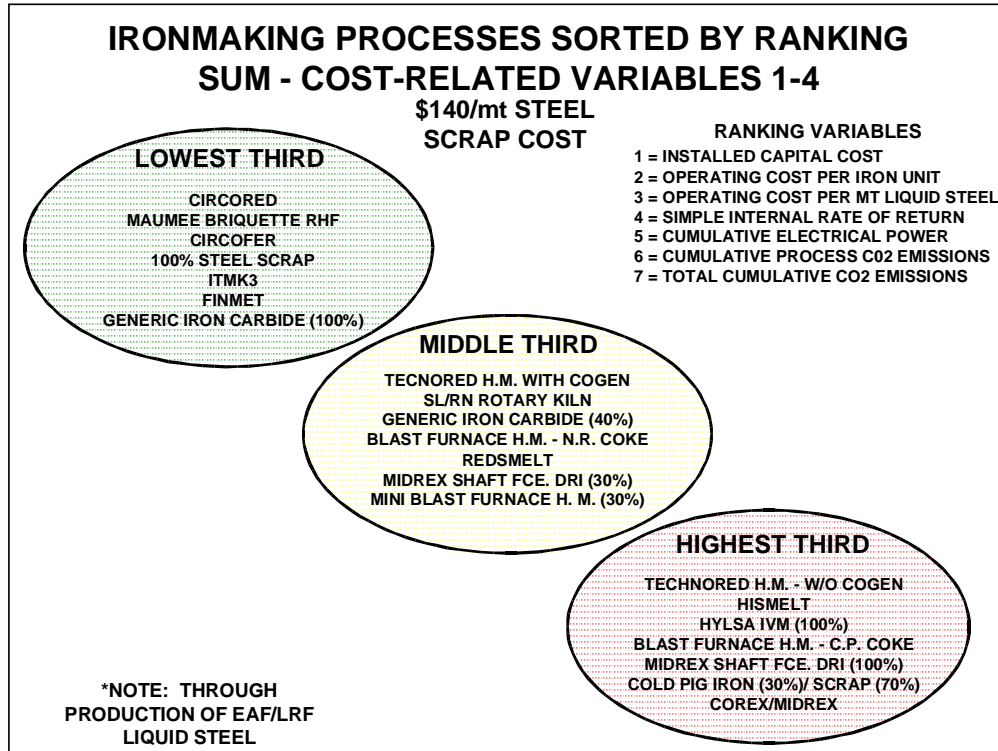 IRONMAKING PROCESSES SORTED BY RANKING
SUM - COST-RELATED VARIABLES 1-4
$140/mt STEEL
SCRAP COST
RANKING VARIABLES
1 = INSTALLED CAPITAL COST
2 = OPERATING COST PER IRON UNIT
3 = OPERATING COST PER MT LIQUID STEEL
4 = SIMPLE INTERNAL RATE OF RETURN
5 = CUMULATIVE ELECTRICAL POWER
6 = CUMULATIVE PROCESS C02 EMISSIONS
7 = TOTAL CUMULATIVE CO2 EMISSIONS
LOWEST THIRD
CIRCORED
MAUMEE BRIQUETTE RHF
CIRCOFER
100% STEEL SCRAP
ITMK3
FINMET
GENERIC IRON CARBIDE (100%)
MIDDLE THIRD
TECNORED H.M. WITH COGEN
SL/RN ROTARY KILN
GENERIC IRON CARBIDE (40%)
BLAST FURNACE H.M. - N.R. COKE
REDSMELT
MIDREX SHAFT FCE. DRI (30%)
MINI BLAST FURNACE H. M. (30%)
HIGHEST THIRD
TECHNORED H.M. - W/O COGEN
HISMELT
HYLSA IVM (100%)
BLAST FURNACE H.M. - C.P. COKE
MIDREX SHAFT FCE. DRI (100%)
COLD PIG IRON (30%)/ SCRAP (70%)
COREX/MIDREX
*NOTE: THROUGH
PRODUCTION OF EAF/LRF
LIQUID STEEL